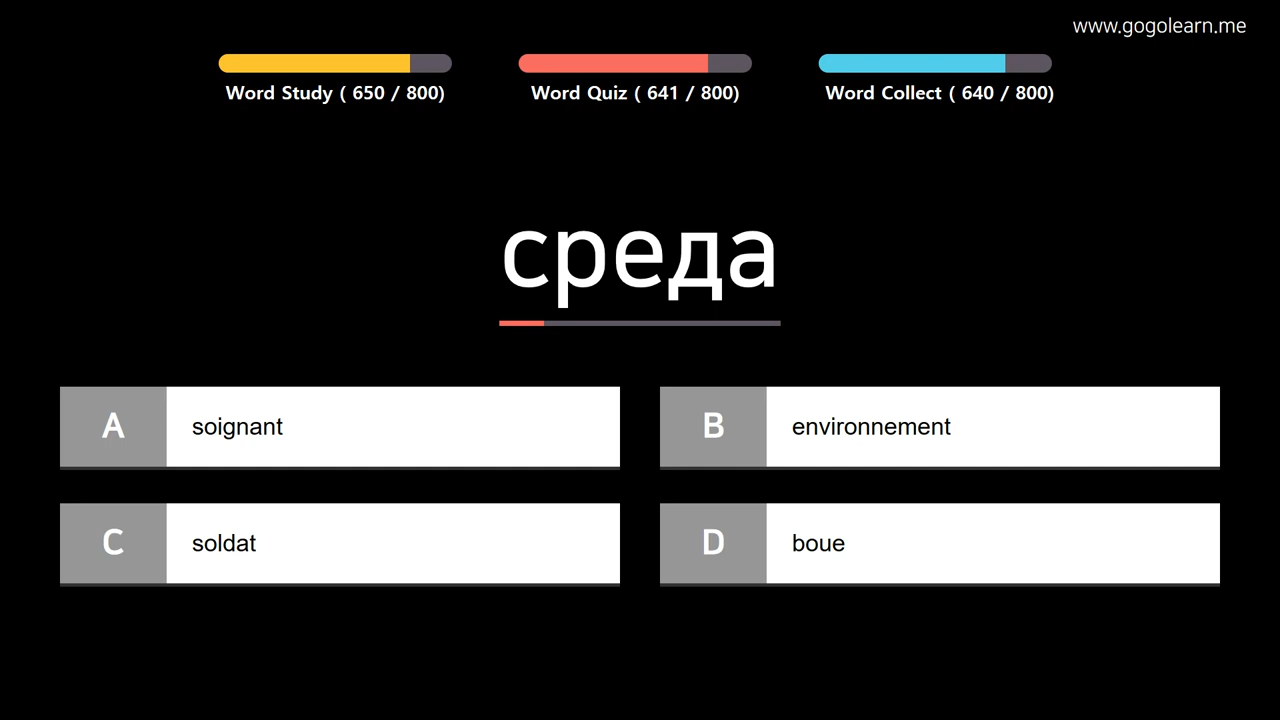 www.gogolearn.me
Word Study ( 650 / 800)
Word Quiz ( 641 / 800)
Word Collect ( 640 / 800)
среда
A soignant
B environnement
C soldat
D boue